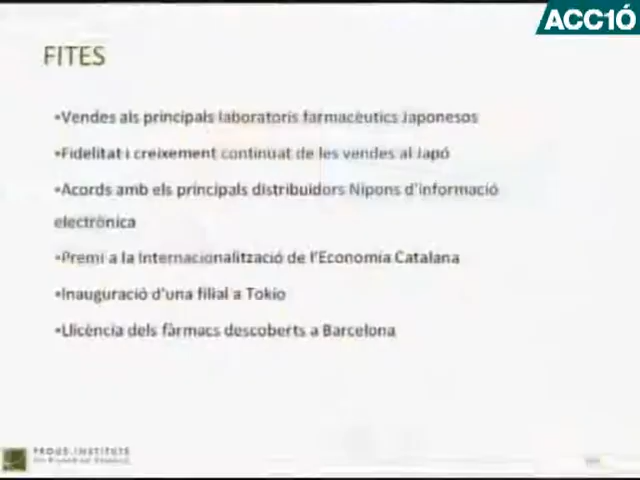 ACC1Ó
FITES
•Vendes als principals laboratoris farmacèutics Japonesos
•Fidelitat i creixement continuat de les vendes al Japó
•Acords amb els principals distribuidors Nipons d'informació
electrònica
•Premi a la Internacionalització de l'Economia Catalana
•Inauguració d'una filial a Tokio
•Llicència dels fàrmacs descoberts a Barcelona
PROUS INSTITUTE